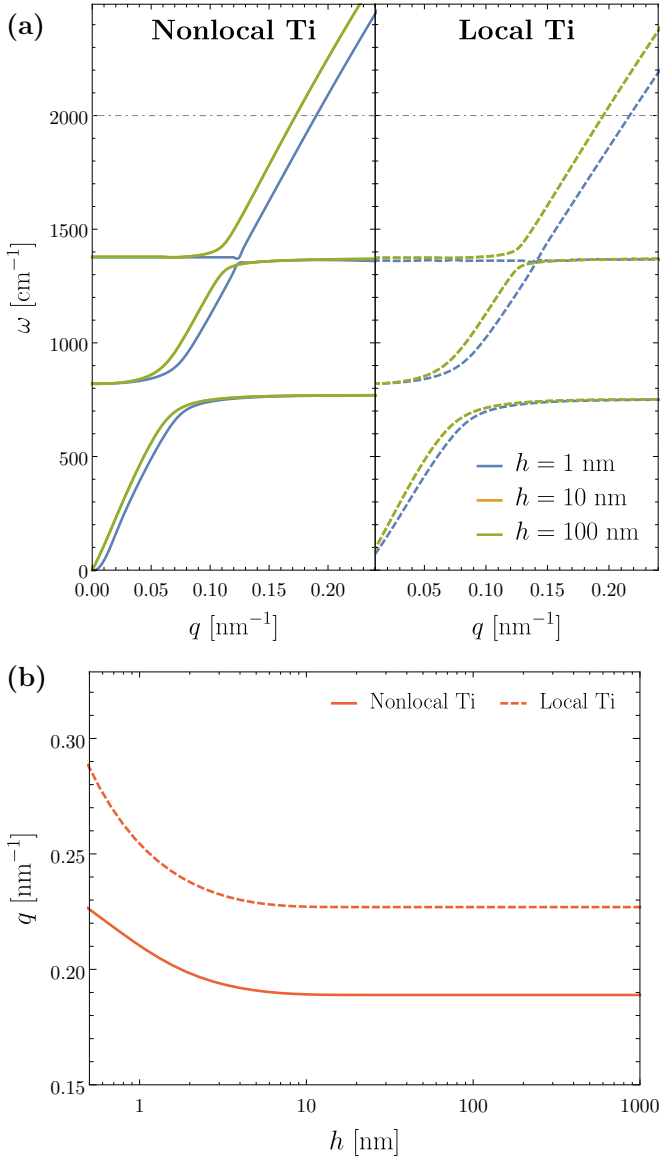 (a)
Nonlocal Ti
Local Ti
2000
1500
1000
500
0
ω [cm⁻¹]
h = 1 nm
h = 10 nm
h = 100 nm
0.00 0.05 0.10 0.15 0.20
0.05 0.10 0.15 0.20
q [nm⁻¹]
q [nm⁻¹]
(b)
Nonlocal Ti
Local Ti
0.30
0.25
0.20
0.15
q [nm⁻¹]
1 10 100 1000
h [nm]